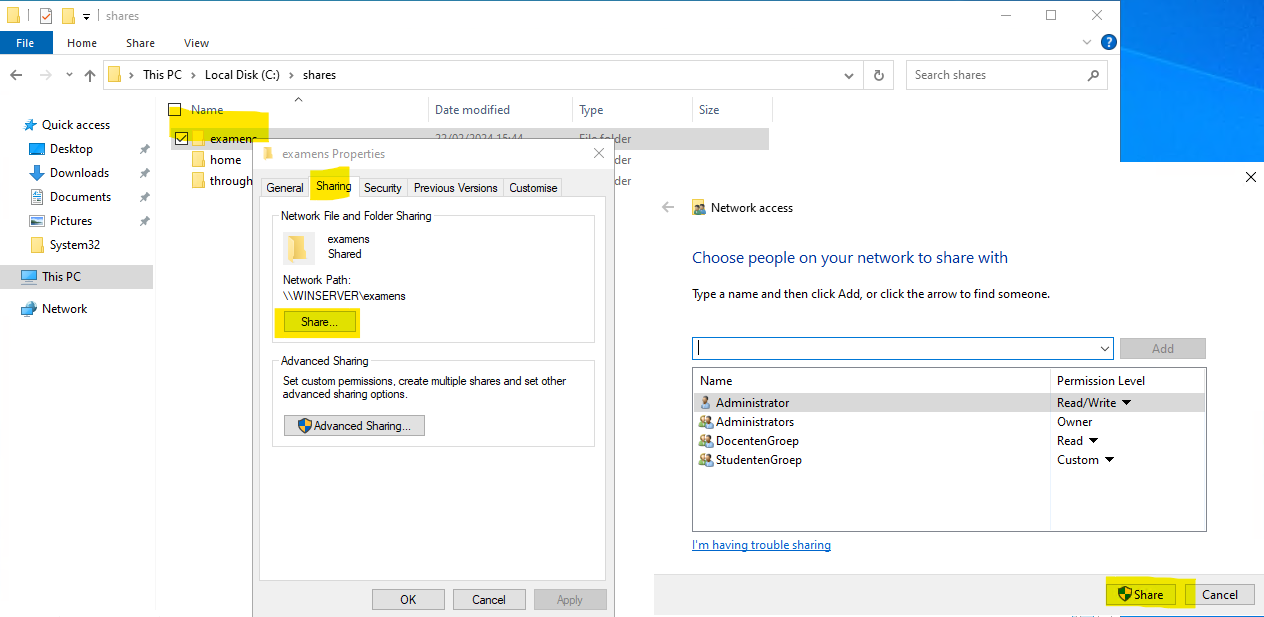 shares
File Home Share View
This PC Local Disk (C:) shares
Search shares
Name Date modified Type Size
Quick access
Desktop
Downloads
Documents
Pictures
System32
This PC
Network
examens 22/02/2024 15:44 File folder
home
through
examens Properties
General Sharing Security Previous Versions Customise
Network File and Folder Sharing
examens
Shared
Network Path:
\\WINSERVER\examens
Share...
Advanced Sharing
Set custom permissions, create multiple shares and set other
advanced sharing options.
Advanced Sharing...
OK Cancel Apply
Network access
Choose people on your network to share with
Type a name and then click Add, or click the arrow to find someone.
Add
Name Permission Level
Administrator Read/Write
Administrators Owner
DocentenGroep Read
StudentenGroep Custom
I'm having trouble sharing
Share Cancel